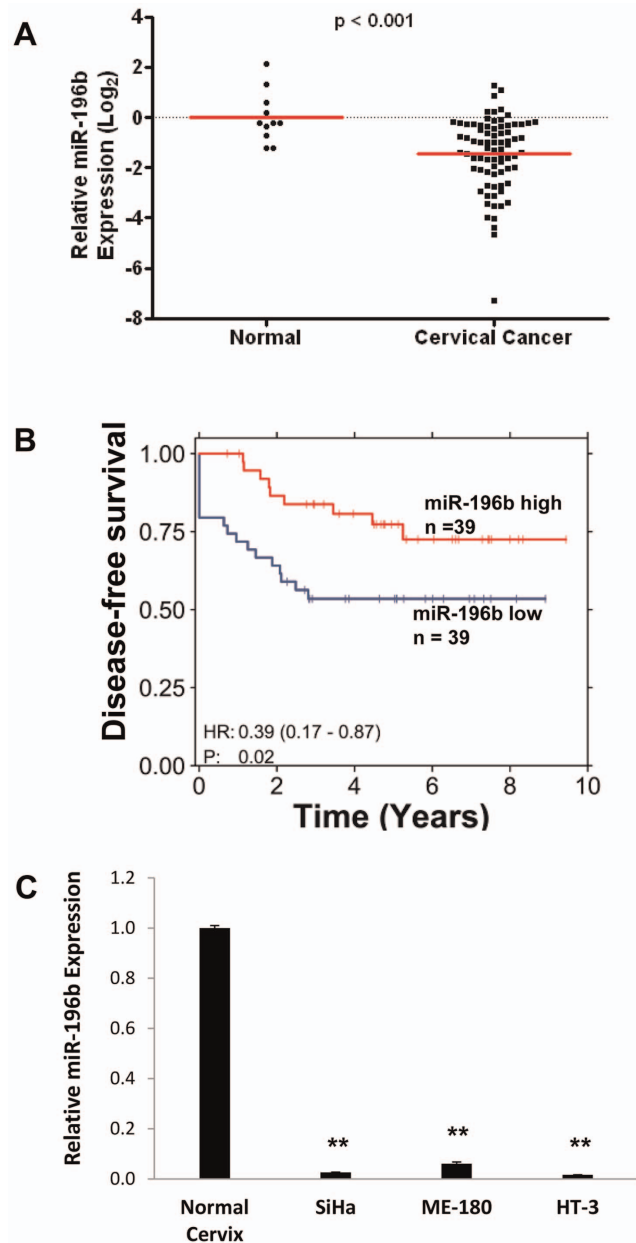 A
p < 0.001
Relative miR-196b
Expression (Log2)
4
2
0
-2
-4
-6
-8
Normal
Cervical Cancer
B
Disease-free survival
1.00
0.75
0.50
0.25
0.00
miR-196b high
n =39
miR-196b low
n = 39
HR: 0.39 (0.17 - 0.87)
P: 0.02
0
2
4
6
8
10
Time (Years)
C
Relative miR-196b Expression
1.2
1.0
0.8
0.6
0.4
0.2
0.0
**
**
**
Normal
Cervix
SiHa
ME-180
HT-3